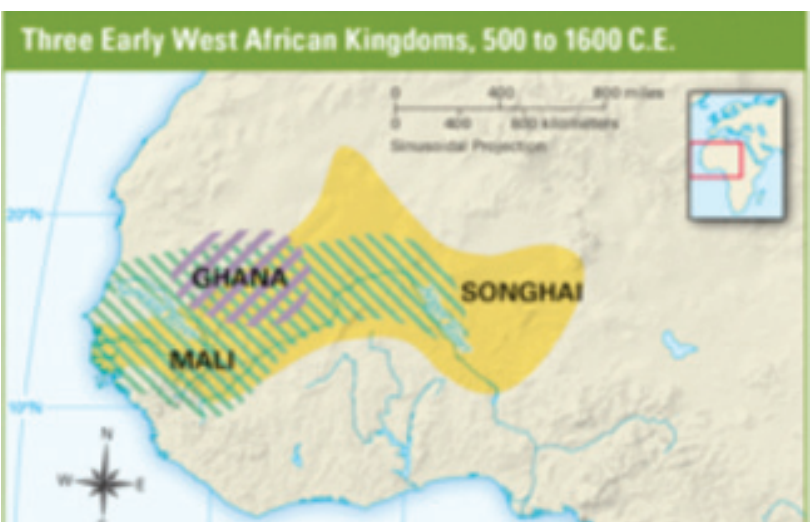 Three Early West African Kingdoms, 500 to 1600 C.E.
0 400 800 miles
0 400 800 kilometers
Sinusoidal Projection
20°N
GHANA
SONGHAI
MALI
10°N
N
W E